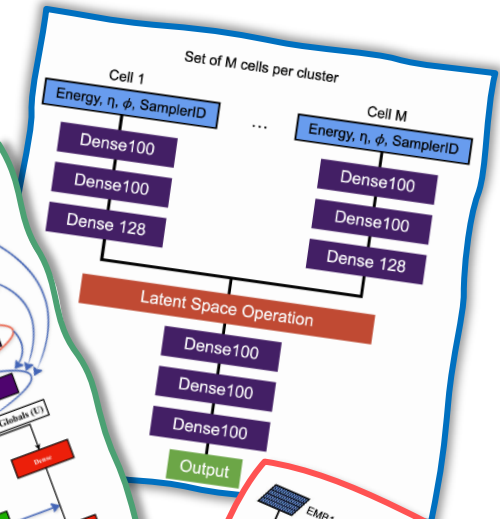 Set of M cells per cluster
Cell 1
Energy, η, ϕ, SamplerID
Dense100
Dense100
Dense 128
...
Cell M
Energy, η, ϕ, SamplerID
Dense100
Dense100
Dense 128
Latent Space Operation
Dense100
Dense100
Dense100
Output
Globals (U)
Dense